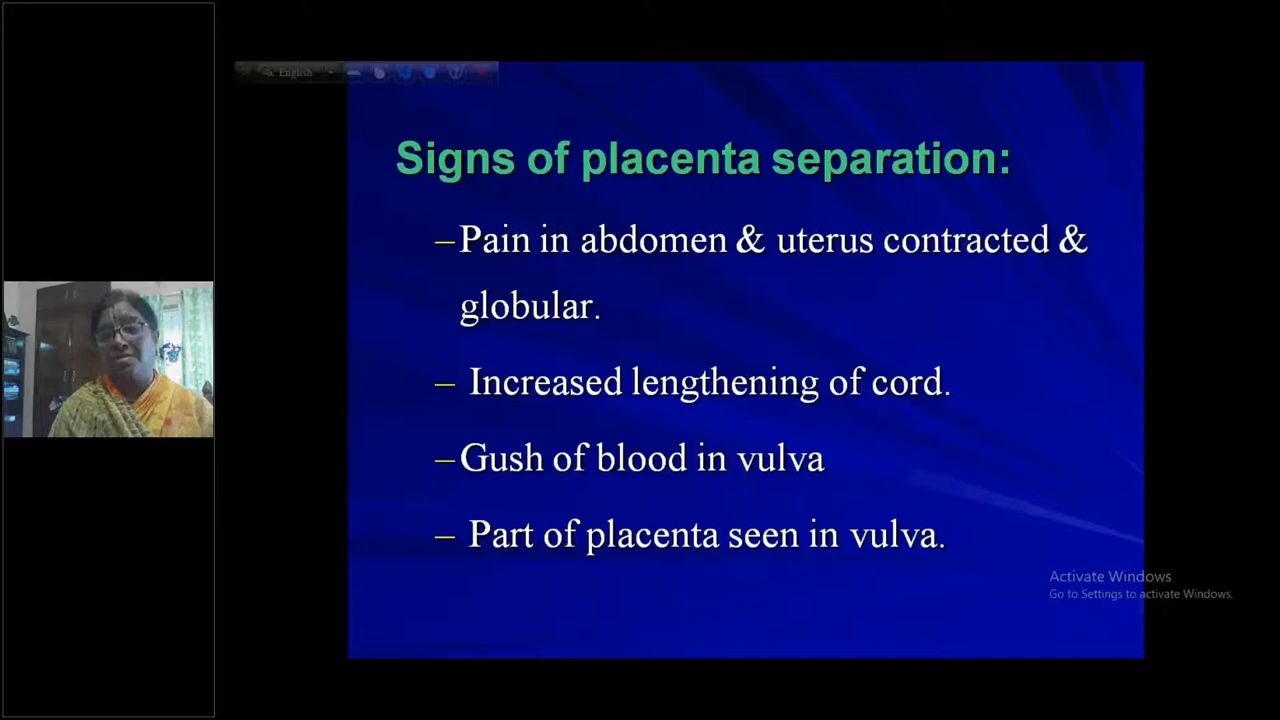 English
Signs of placenta separation:
–Pain in abdomen & uterus contracted &
globular.
– Increased lengthening of cord.
–Gush of blood in vulva
– Part of placenta seen in vulva.
Activate Windows
Go to Settings to activate Windows.